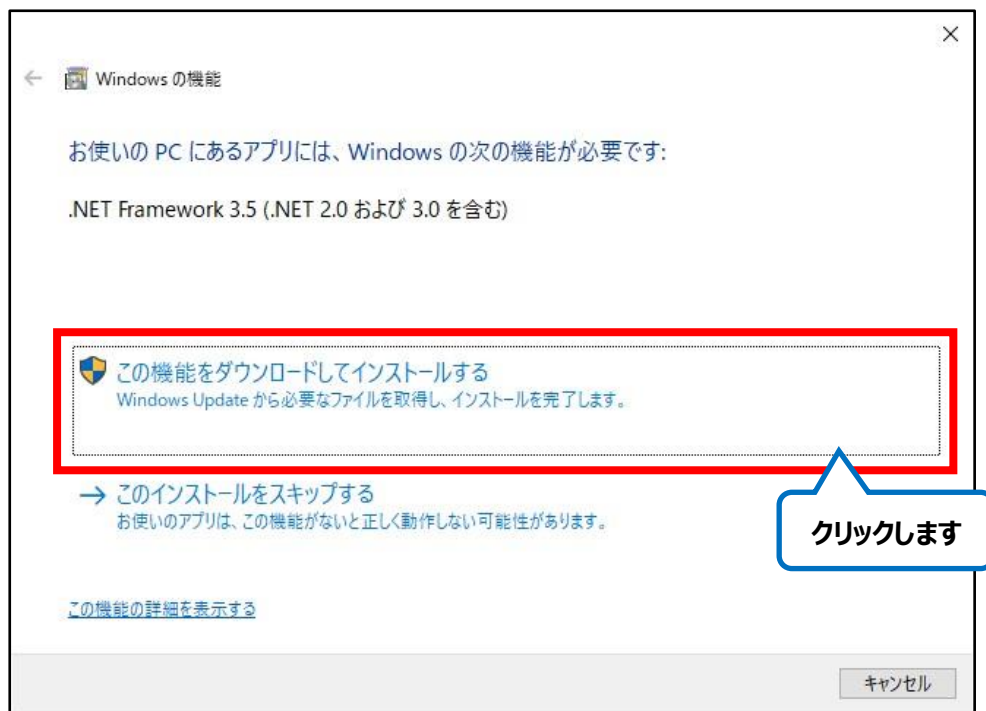 Windows の機能
お使いの PC にあるアプリには、Windows の次の機能が必要です:
.NET Framework 3.5 (.NET 2.0 および 3.0 を含む)
この機能をダウンロードしてインストールする
Windows Update から必要なファイルを取得し、インストールを完了します。
このインストールをスキップする
お使いのアプリは、この機能がないと正しく動作しない可能性があります。
クリックします
この機能の詳細を表示する
キャンセル